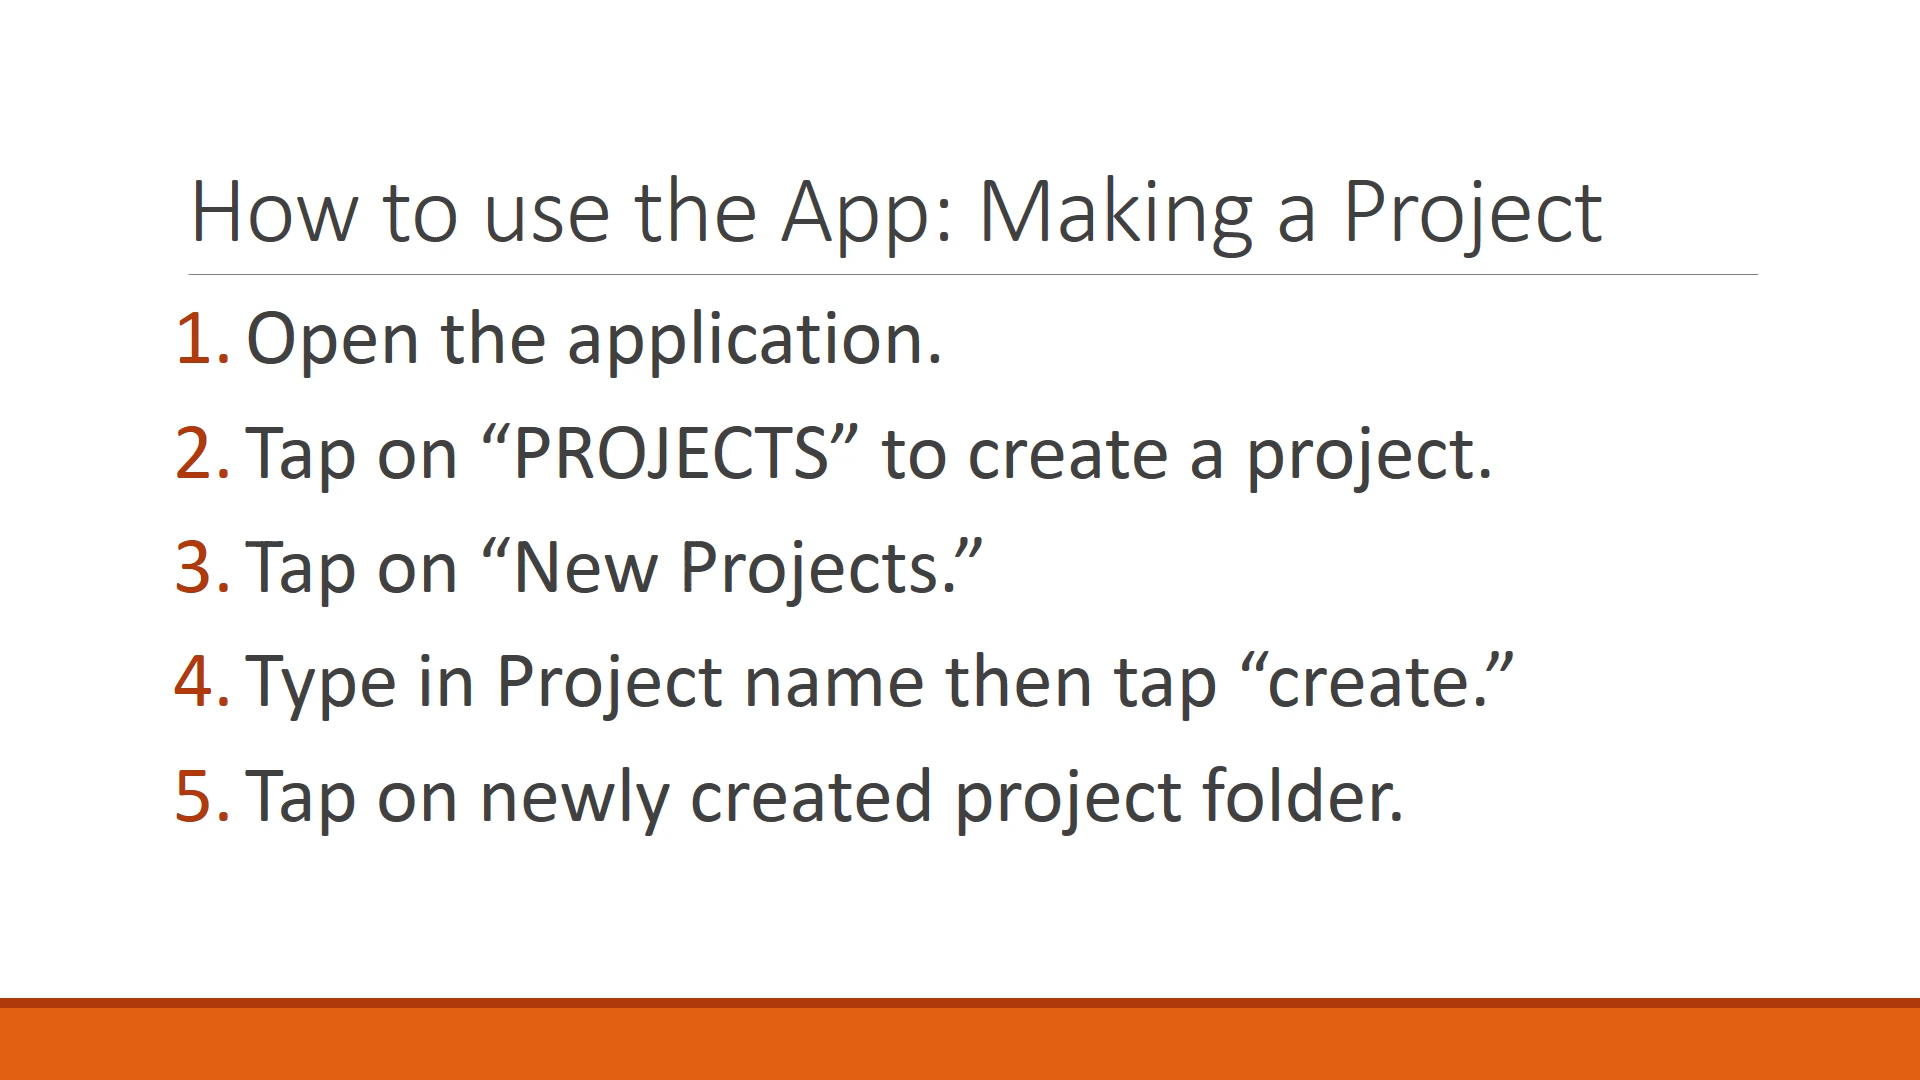 How to use the App: Making a Project
1. Open the application.
2. Tap on “PROJECTS” to create a project.
3. Tap on “New Projects.”
4. Type in Project name then tap “create.”
5. Tap on newly created project folder.